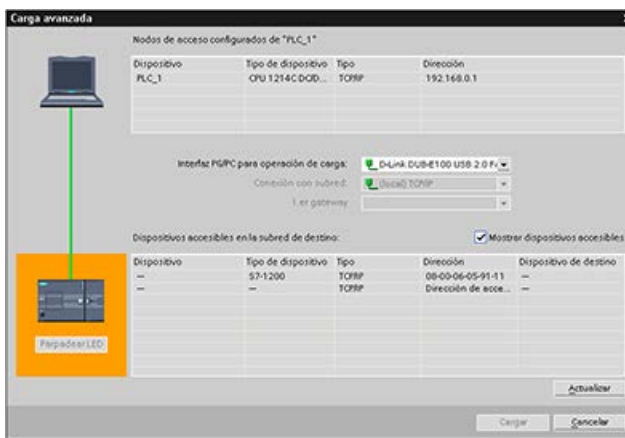 Carga avanzada
Nodos de acceso configurados de "PLC_1"
Dispositivo Tipo de dispositivo Tipo Dirección
PLC_1 CPU 1214C DC/D... TCP/IP 192.168.0.1
Interfaz PG/PC para operación de carga: D-Link DUB-E100 USB 2.0 Fa
Conexión con subred: (local) TCP/IP
1.er gateway
Dispositivos accesibles en la subred de destino: Mostrar dispositivos accesibles
Dispositivo Tipo de dispositivo Tipo Dirección Dispositivo de destino
— S7-1200 TCP/IP 08-00-06-05-91-11 —
— — TCP/IP Dirección de acce... —
Parpadear LED
Actualizar
Cargar Cancelar